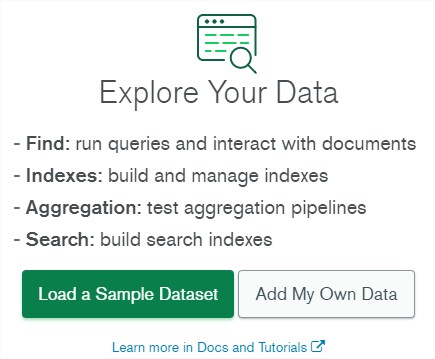 Explore Your Data
- Find: run queries and interact with documents
- Indexes: build and manage indexes
- Aggregation: test aggregation pipelines
- Search: build search indexes
Load a Sample Dataset
Add My Own Data
Learn more in Docs and Tutorials